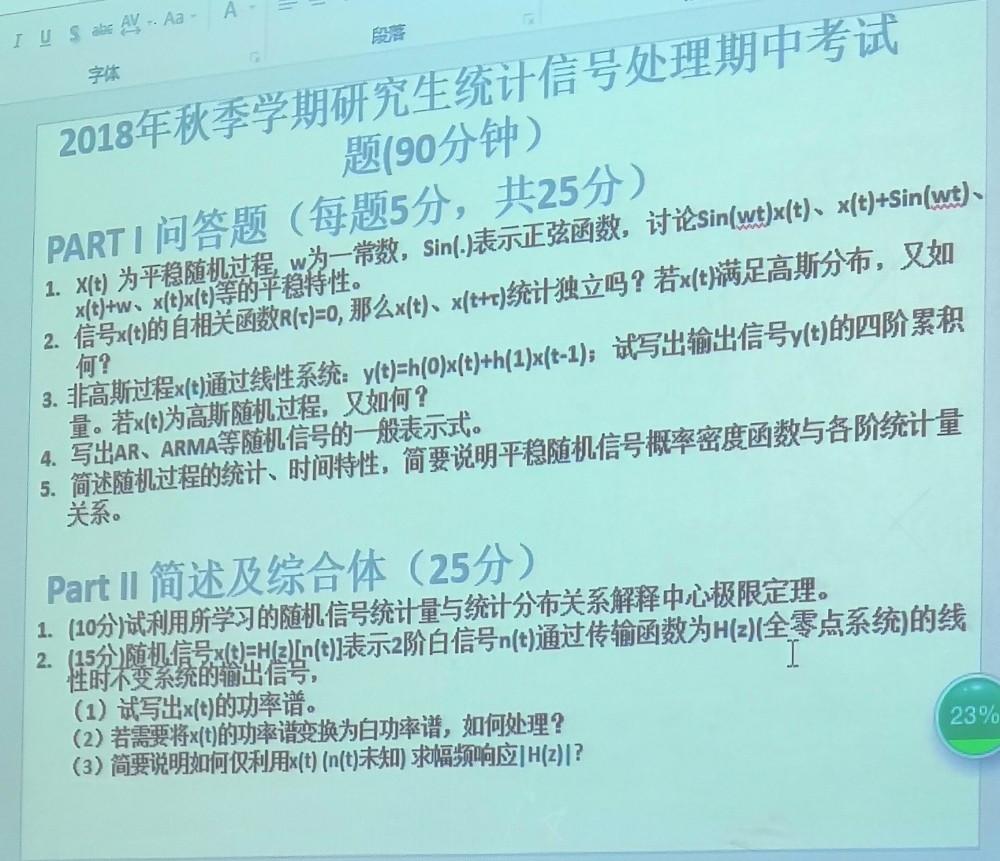 I U S abc AV Aa A
字体
段落
2018年秋季学期研究生统计信号处理期中考试
题(90分钟）
PART I 问答题（每题5分，共25分）
1. X(t) 为平稳随机过程, w为一常数，Sin(.)表示正弦函数，讨论Sin(wt)x(t)、x(t)+Sin(wt)、
x(t)+w、x(t)x(t)等的平稳特性。
2. 信号x(t)的自相关函数R(τ)=0, 那么x(t)、x(t+τ)统计独立吗？若x(t)满足高斯分布，又如
何？
3. 非高斯过程x(t)通过线性系统：y(t)=h(0)x(t)+h(1)x(t-1)；试写出输出信号y(t)的四阶累积
量。若x(t)为高斯随机过程，又如何？
4. 写出AR、ARMA等随机信号的一般表示式。
5. 简述随机过程的统计、时间特性，简要说明平稳随机信号概率密度函数与各阶统计量
关系。
Part II 简述及综合体（25分）
1. (10分)试利用所学习的随机信号统计量与统计分布关系解释中心极限定理。
2. (15分)随机信号x(t)=H(z)[n(t)]表示2阶白信号n(t)通过传输函数为H(z)(全零点系统)的线
性时不变系统的输出信号，
（1）试写出x(t)的功率谱。
（2）若需要将x(t)的功率谱变换为白功率谱，如何处理？
（3）简要说明如何仅利用x(t) (n(t)未知) 求幅频响应|H(z)|?
23%